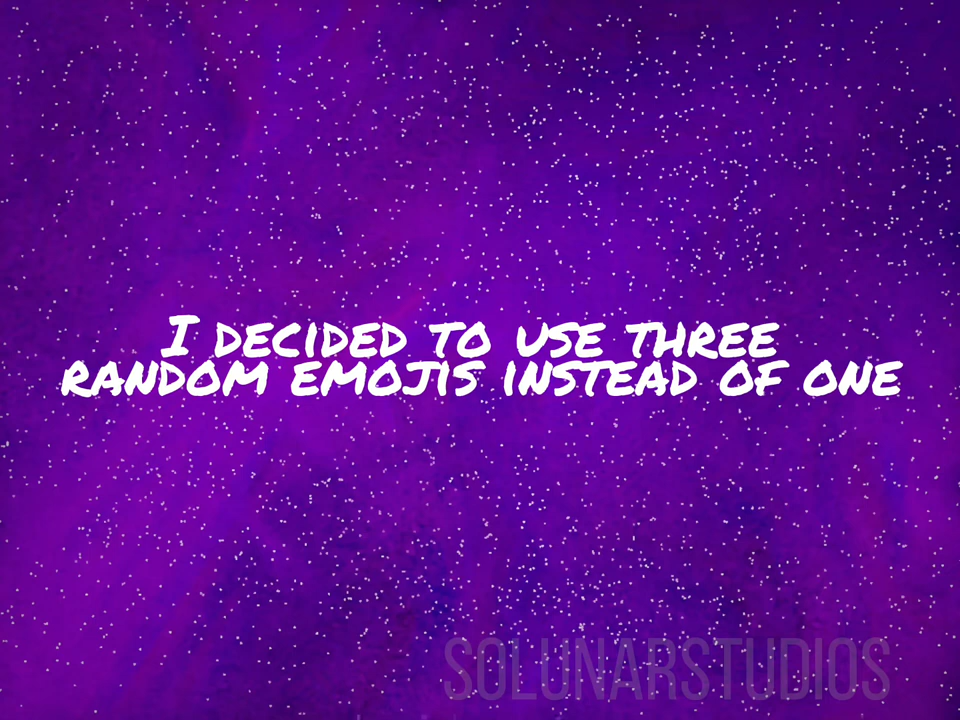 I DECIDED TO USE THREE
RANDOM EMOJIS INSTEAD OF ONE
SOLUNARSTUDIOS